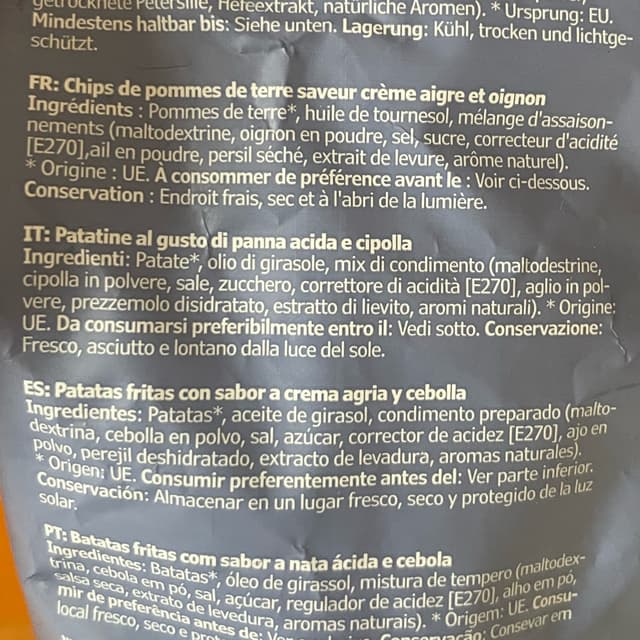 getrocknete Petersilie, Hefeextrakt, natürliche Aromen). * Ursprung: EU.
Mindestens haltbar bis: Siehe unten. Lagerung: Kühl, trocken und lichtge-
schützt.
FR: Chips de pommes de terre saveur crème aigre et oignon
Ingrédients : Pommes de terre*, huile de tournesol, mélange d'assaison-
nements (maltodextrine, oignon en poudre, sel, sucre, correcteur d'acidité
[E270],ail en poudre, persil séché, extrait de levure, arôme naturel).
* Origine : UE. À consommer de préférence avant le : Voir ci-dessous.
Conservation : Endroit frais, sec et à l'abri de la lumière.
IT: Patatine al gusto di panna acida e cipolla
Ingredienti: Patate*, olio di girasole, mix di condimento (maltodestrine,
cipolla in polvere, sale, zucchero, correttore di acidità [E270], aglio in pol-
vere, prezzemolo disidratato, estratto di lievito, aromi naturali). * Origine:
UE. Da consumarsi preferibilmente entro il: Vedi sotto. Conservazione:
Fresco, asciutto e lontano dalla luce del sole.
ES: Patatas fritas con sabor a crema agria y cebolla
Ingredientes: Patatas*, aceite de girasol, condimento preparado (malto-
dextrina, cebolla en polvo, sal, azúcar, corrector de acidez [E270], ajo en
polvo, perejil deshidratado, extracto de levadura, aromas naturales).
* Origen: UE. Consumir preferentemente antes del: Ver parte inferior.
Conservación: Almacenar en un lugar fresco, seco y protegido de la luz
solar.
PT: Batatas fritas com sabor a nata ácida e cebola
Ingredientes: Batatas*, óleo de girassol, mistura de tempero (maltodex-
trina, cebola em pó, sal, açúcar, regulador de acidez [E270], alho em pó,
salsa seca, extrato de levedura, aromas naturais). * Origem: UE. Consu-
mir de preferência antes de: Conservação: Consevar em
local fresco, seco e